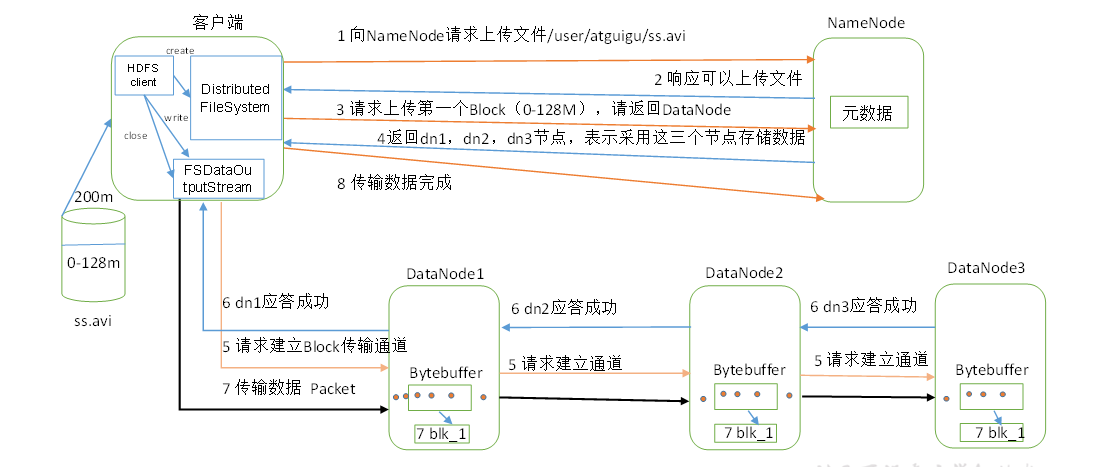 客户端
NameNode
1 向NameNode请求上传文件/user/atguigu/ss.avi
create
HDFS
client
Distributed
FileSystem
2 响应可以上传文件
3 请求上传第一个Block（0-128M），请返回DataNode
元数据
write
close
4返回dn1，dn2，dn3节点，表示采用这三个节点存储数据
FSDataOu
tputStream
8 传输数据完成
200m
0-128m
ss.avi
DataNode1
DataNode2
DataNode3
6 dn1应答成功
6 dn2应答成功
6 dn3应答成功
5 请求建立Block传输通道
5 请求建立通道
5 请求建立通道
7 传输数据 Packet
Bytebuffer
Bytebuffer
Bytebuffer
7 blk_1
7 blk_1
7 blk_1